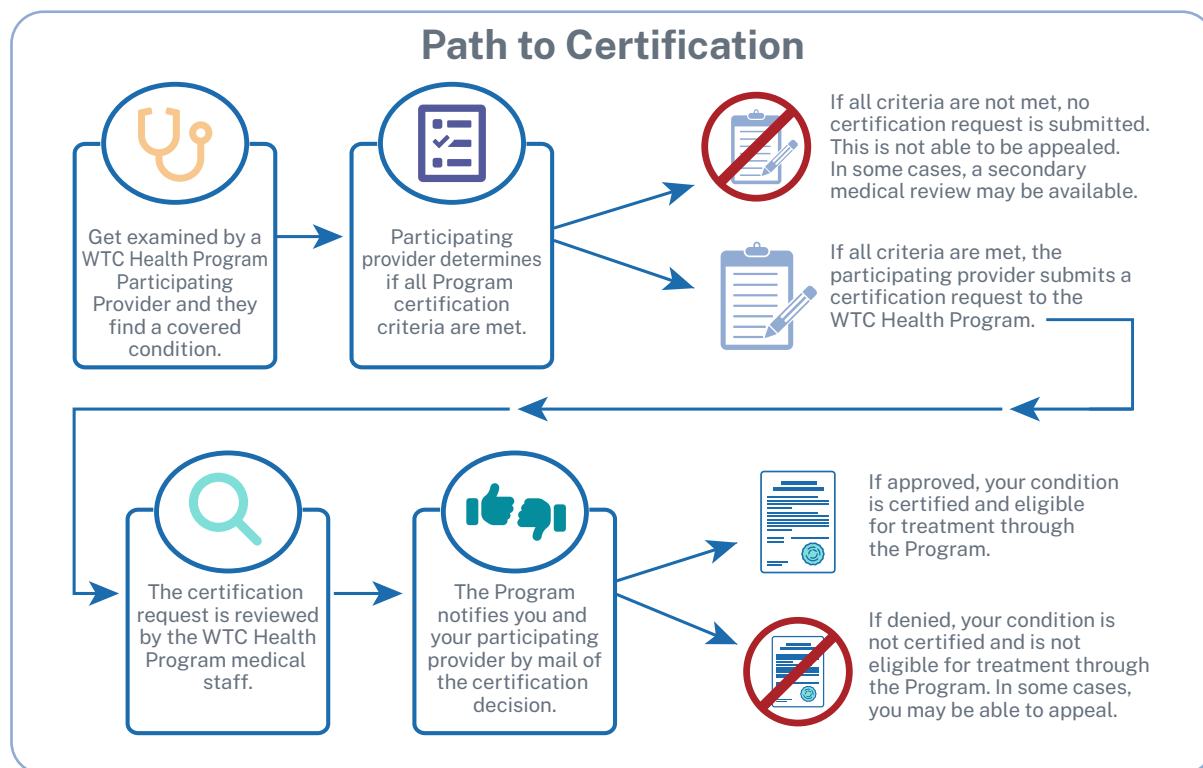 Path to Certification
Get examined by a
WTC Health Program
Participating
Provider and they
find a covered
condition.
Participating
provider determines
if all Program
certification
criteria are met.
If all criteria are not met, no
certification request is submitted.
This is not able to be appealed.
In some cases, a secondary
medical review may be available.
If all criteria are met, the
participating provider submits a
certification request to the
WTC Health Program.
The certification
request is reviewed
by the WTC Health
Program medical
staff.
The Program
notifies you and
your participating
provider by mail of
the certification
decision.
If approved, your condition
is certified and eligible
for treatment through
the Program.
If denied, your condition is
not certified and is not
eligible for treatment through
the Program. In some cases,
you may be able to appeal.